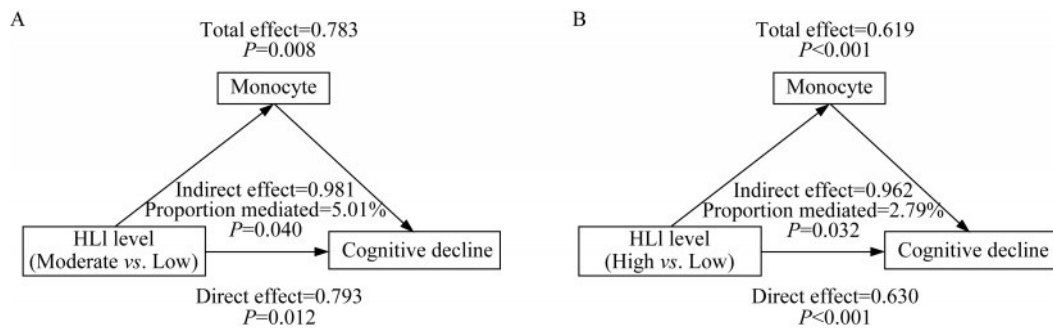 A
Total effect=0.783
P=0.008
Monocyte
Indirect effect=0.981
Proportion mediated=5.01%
P=0.040
HLI level
(Moderate vs. Low)
Cognitive decline
Direct effect=0.793
P=0.012
B
Total effect=0.619
P<0.001
Monocyte
Indirect effect=0.962
Proportion mediated=2.79%
P=0.032
HLI level
(High vs. Low)
Cognitive decline
Direct effect=0.630
P<0.001